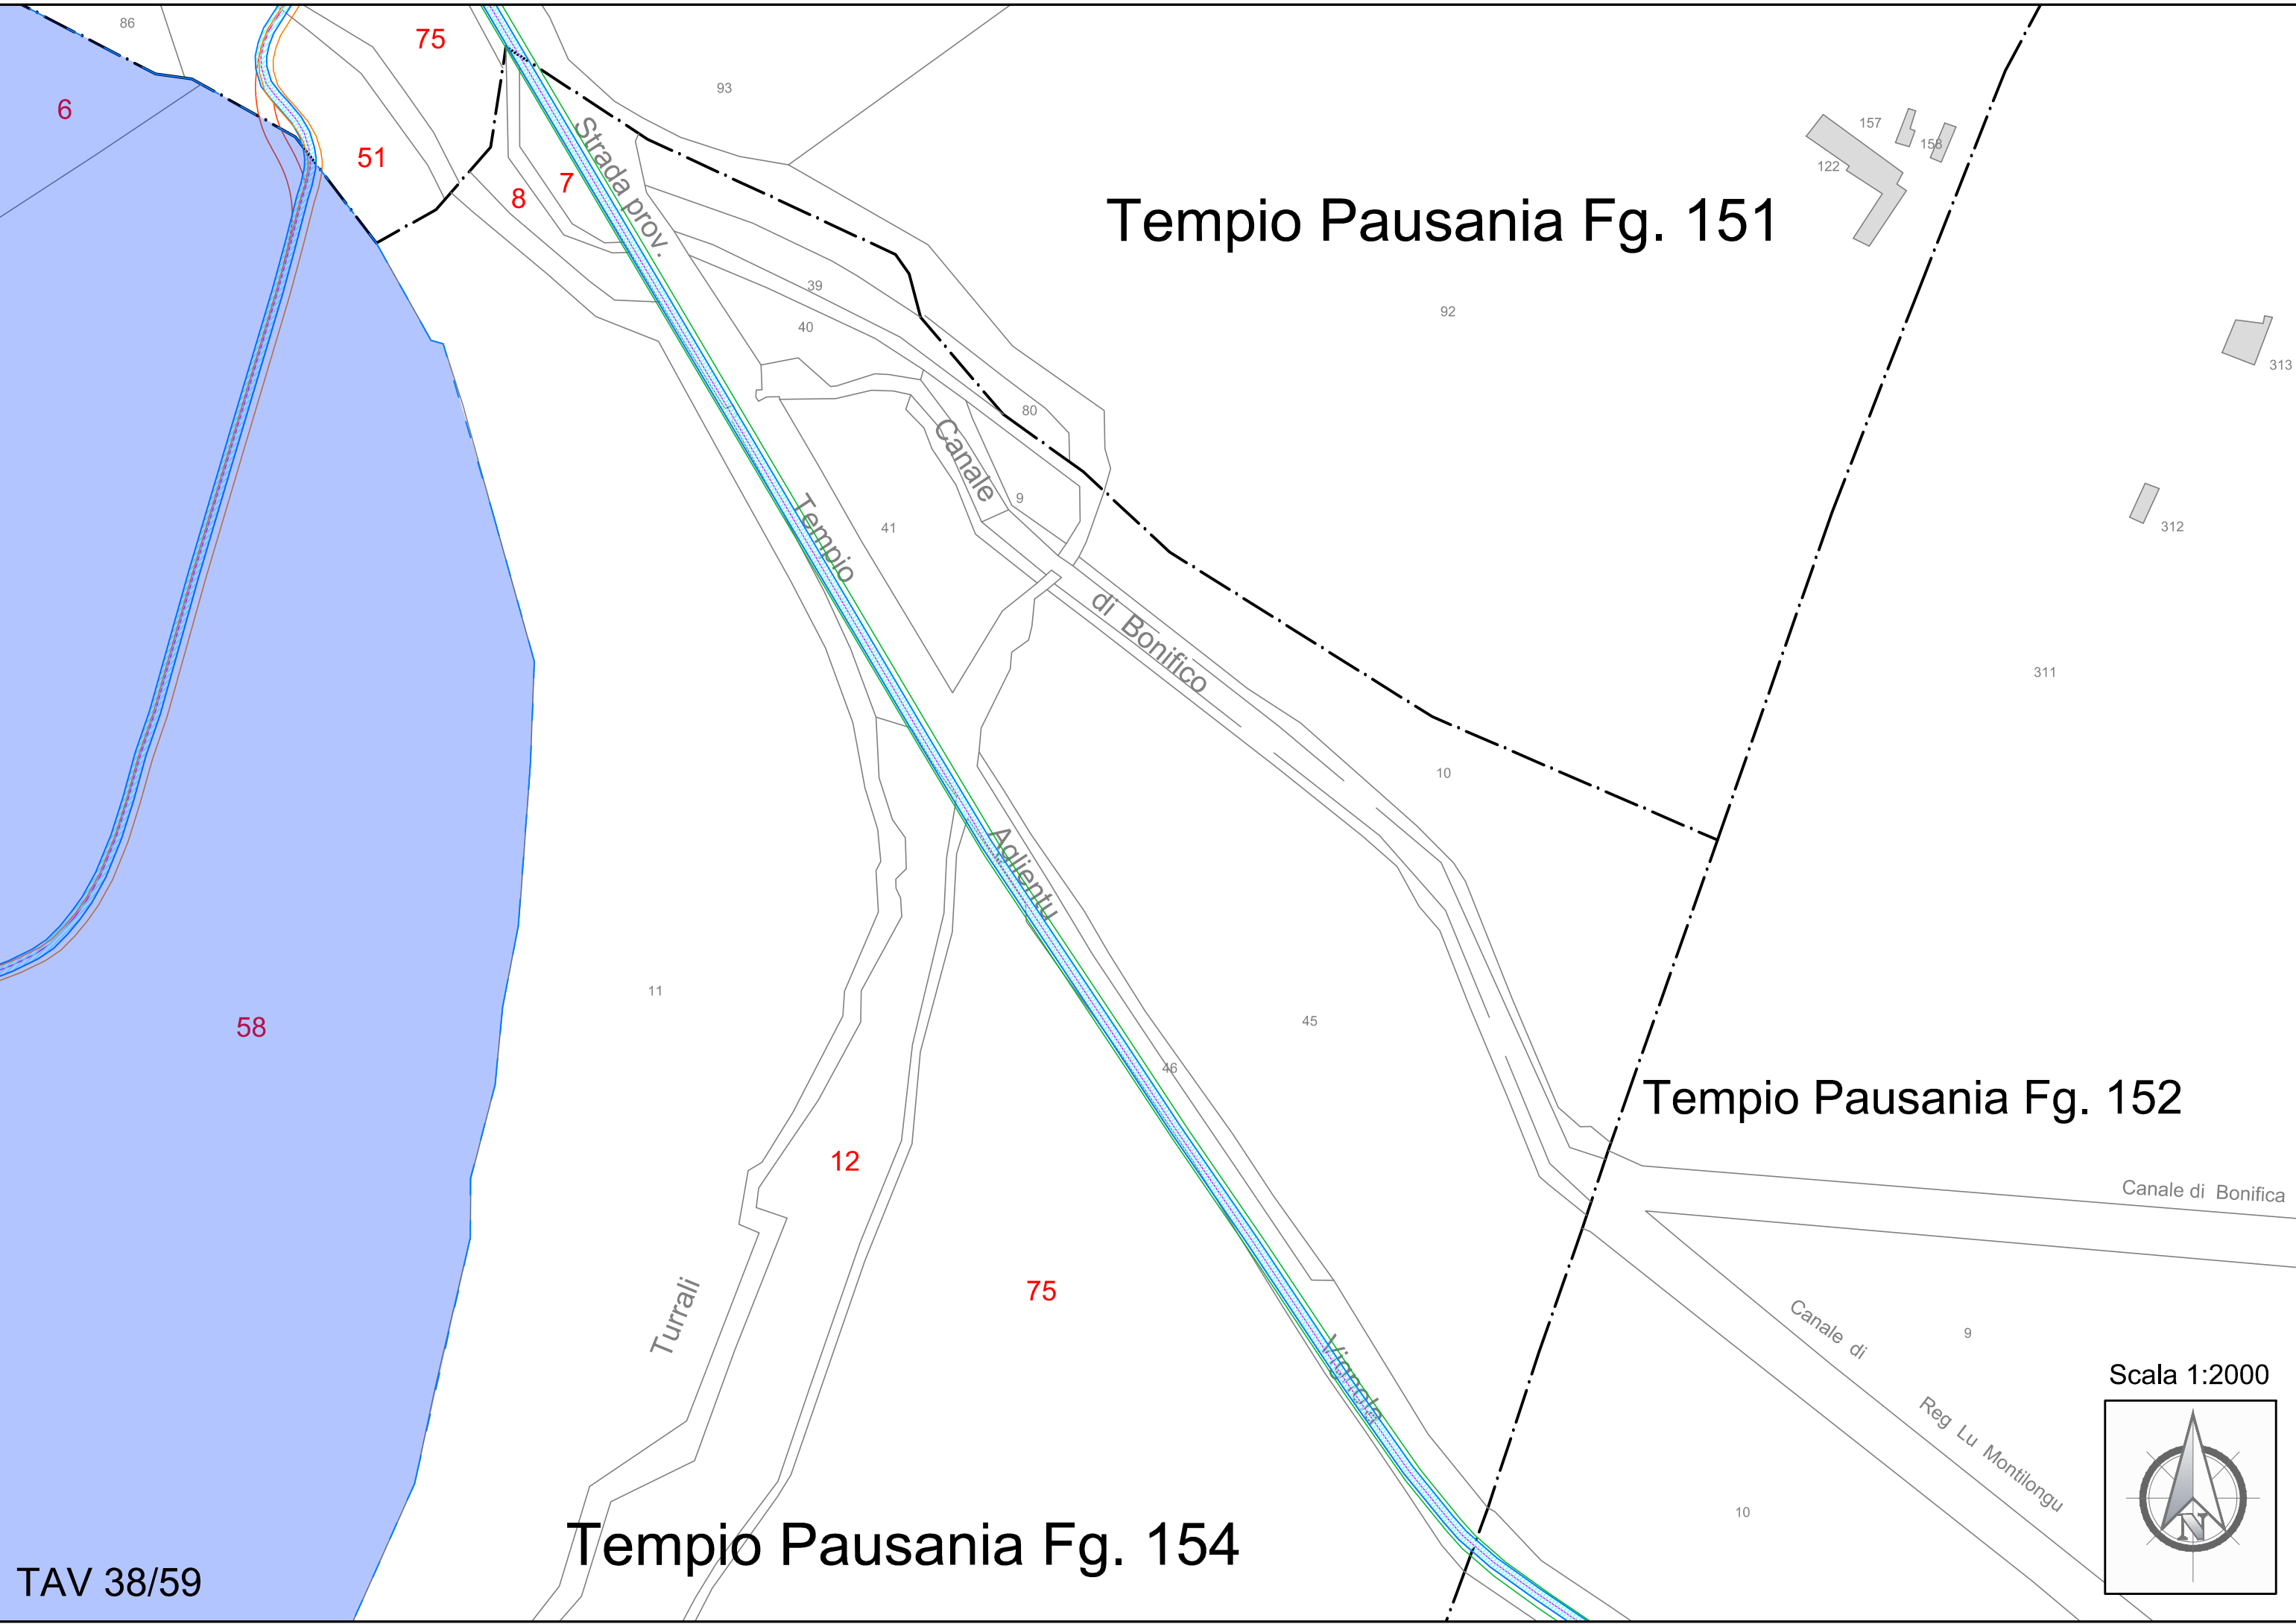 86
75
6
93
51
8
7
Strada prov.
157
158
122
Tempio Pausania Fg. 151
39
40
92
313
80
Canale
9
41
312
Tempio
di Bonifico
311
10
Aglientu
11
58
45
46
Tempio Pausania Fg. 152
12
Canale di Bonifica
75
Turrali
Canale di
9
Vignola
Scala 1:2000
Reg Lu Montilongu
10
N
Tempio Pausania Fg. 154
TAV 38/59